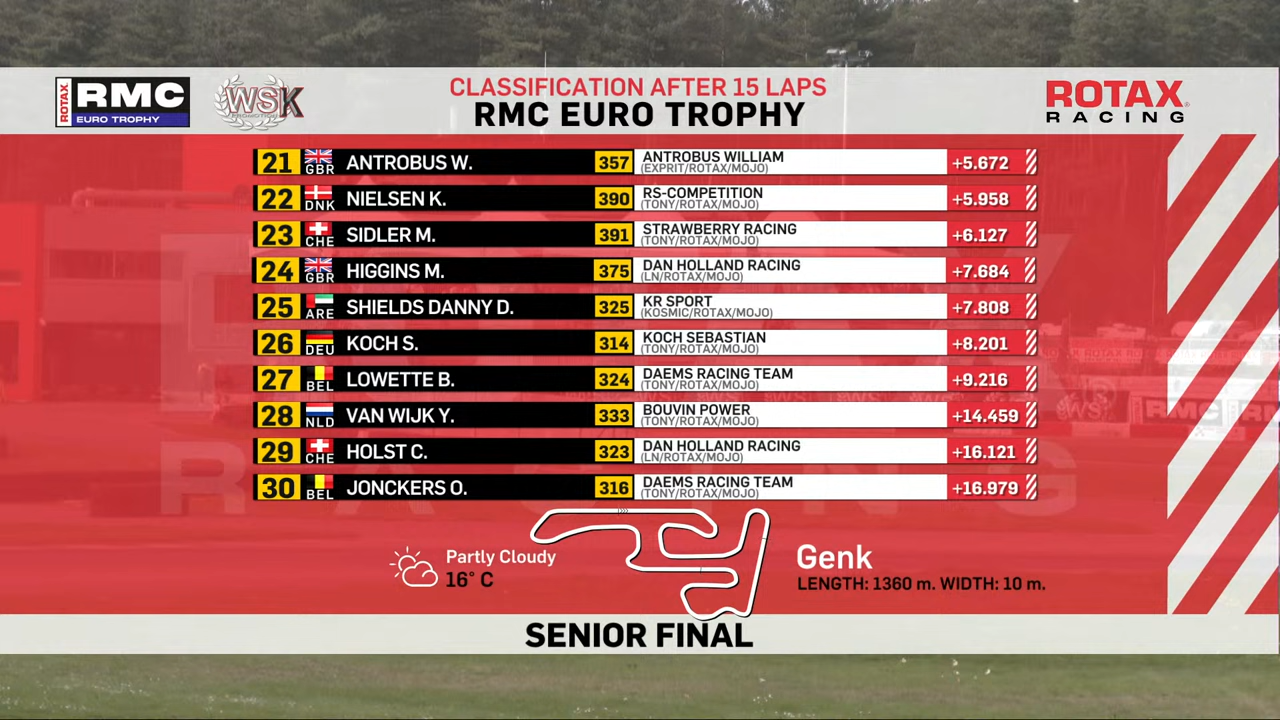 ROTAX
RMC
EURO TROPHY
WSK
PROMOTION
CLASSIFICATION AFTER 15 LAPS
RMC EURO TROPHY
ROTAX
RACING
21 GBR ANTROBUS W. 357 ANTROBUS WILLIAM (EXPRIT/ROTAX/MOJO) +5.672
22 DNK NIELSEN K. 390 RS-COMPETITION (TONY/ROTAX/MOJO) +5.958
23 CHE SIDLER M. 391 STRAWBERRY RACING (TONY/ROTAX/MOJO) +6.127
24 GBR HIGGINS M. 375 DAN HOLLAND RACING (LN/ROTAX/MOJO) +7.684
25 ARE SHIELDS DANNY D. 325 KR SPORT (KOSMIC/ROTAX/MOJO) +7.808
26 DEU KOCH S. 314 KOCH SEBASTIAN (TONY/ROTAX/MOJO) +8.201
27 BEL LOWETTE B. 324 DAEMS RACING TEAM (TONY/ROTAX/MOJO) +9.216
28 NLD VAN WIJK Y. 333 BOUVIN POWER (TONY/ROTAX/MOJO) +14.459
29 CHE HOLST C. 323 DAN HOLLAND RACING (LN/ROTAX/MOJO) +16.121
30 BEL JONCKERS O. 316 DAEMS RACING TEAM (TONY/ROTAX/MOJO) +16.979
Partly Cloudy
16° C
Genk
LENGTH: 1360 m. WIDTH: 10 m.
SENIOR FINAL